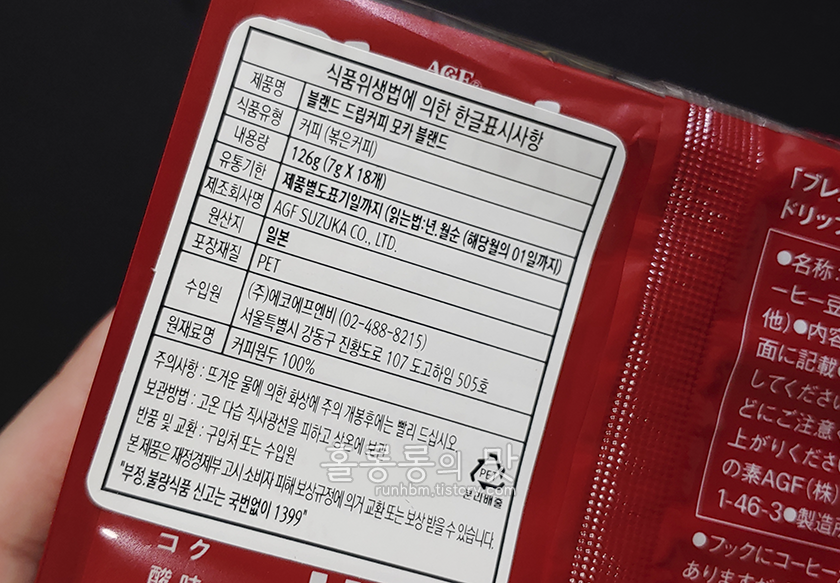 AGF
식품위생법에 의한 한글표시사항
제품명 블랜드 드립커피 모카 블랜드
식품유형 커피 (볶은커피)
내용량 126g (7g X 18개)
유통기한 제품별도표기일까지 (읽는법:년.월순 (해당월의 01일까지)
제조회사명 AGF SUZUKA CO., LTD.
원산지 일본
포장재질 PET
수입원 (주)에코에프엔비 (02-488-8215)
서울특별시 강동구 진황도로 107 도고하임 505호
원재료명 커피원두 100%
주의사항 : 뜨거운 물에 의한 화상에 주의 개봉후에는 빨리 드십시오
보관방법 : 고온 다습 직사광선을 피하고 상온에 보관
반품 및 교환 : 구입처 또는 수입원
본제품은 재정경제부 고시 소비자 피해 보상규정에 의거 교환 또는 보상 받을 수 있습니다.
"부정,불량식품 신고는 국번없이 1399"
PET
분리배출
홀롱롱의 맛
runhbm.tistory.com
コク
酸味
「ブレ
ドリッ
●名称
ーヒー豆
他)●内容
面に記載の
してください
どにご注意
上がりくださ
の素AGF(株
1-46-3●製造
●フックにコーヒー
あります